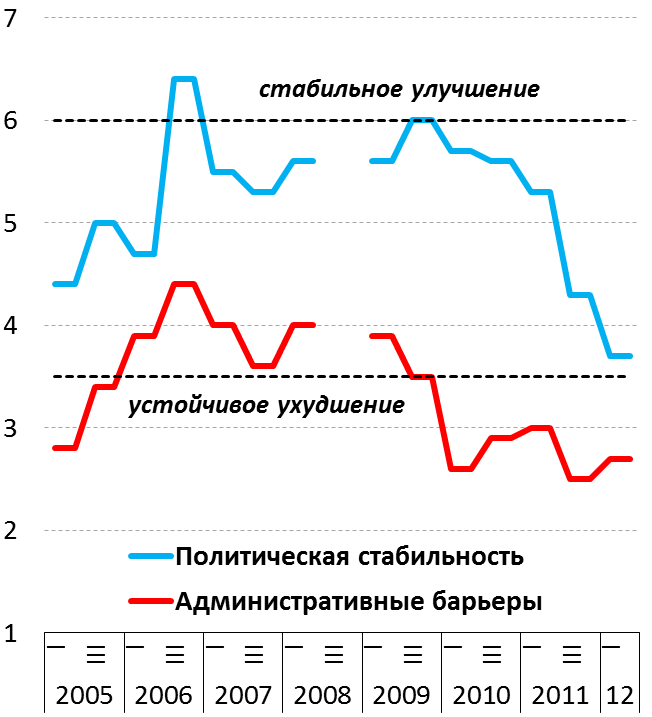 7
стабильное улучшение
6
5
4
устойчивое ухудшение
3
2
Политическая стабильность
Административные барьеры
1
I III I III I III I I III I III I III I
2005 2006 2007 2008 2009 2010 2011 12